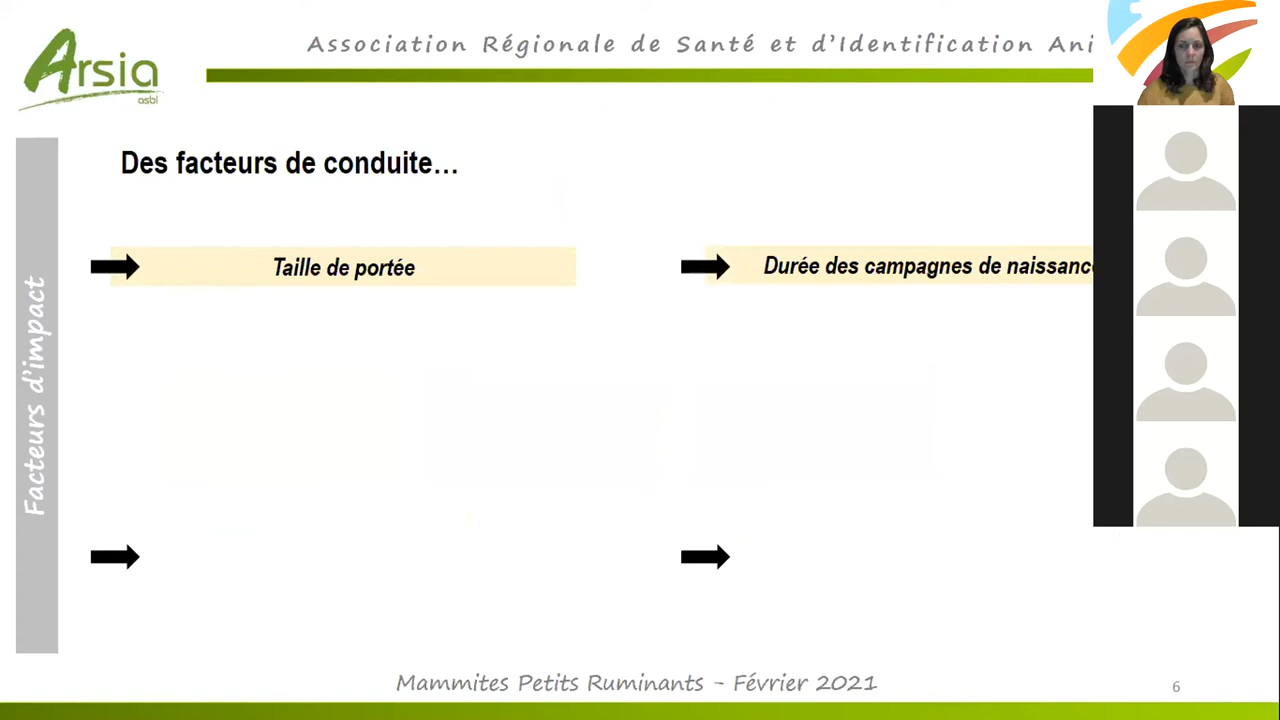 Arsia
asbl
Association Régionale de Santé et d'Identification Ani
Des facteurs de conduite…
Taille de portée
Durée des campagnes de naissanc
Facteurs d'impact
Mammites Petits Ruminants - Février 2021
6